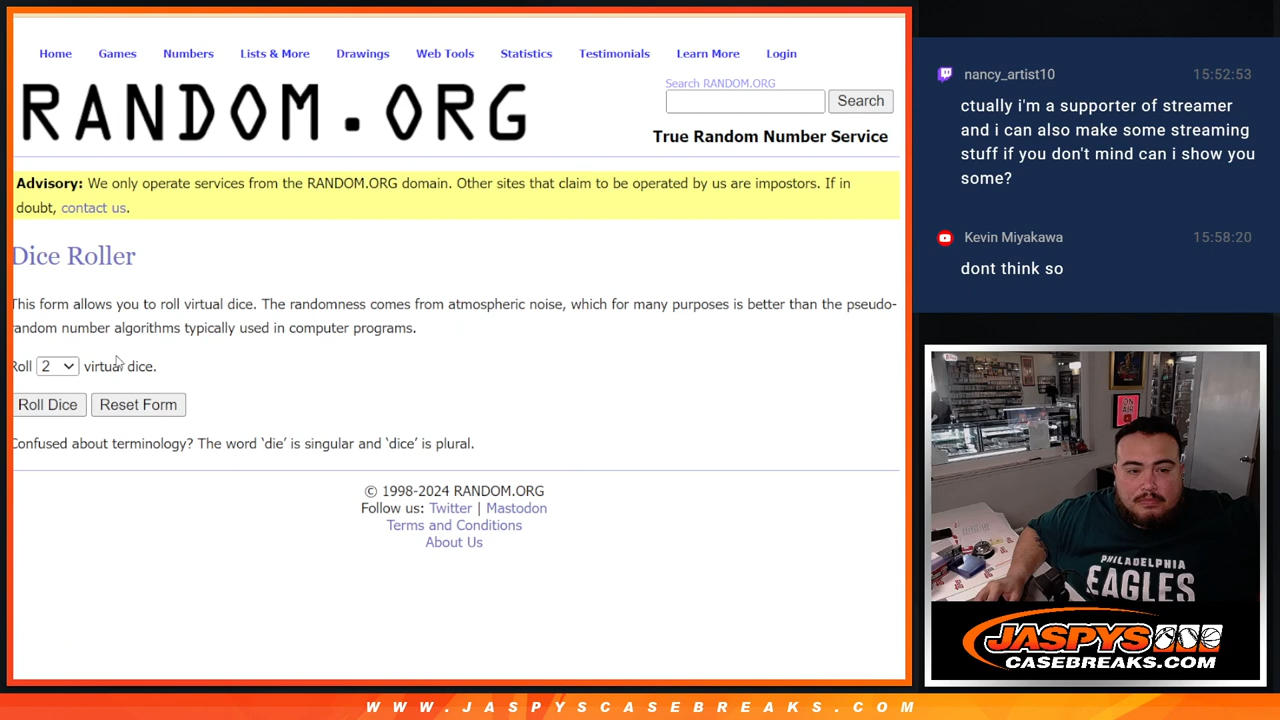 Home Games Numbers Lists & More Drawings Web Tools Statistics Testimonials Learn More Login
RANDOM.ORG
Search RANDOM.ORG
Search
True Random Number Service
Advisory: We only operate services from the RANDOM.ORG domain. Other sites that claim to be operated by us are impostors. If in
doubt, contact us.
Dice Roller
This form allows you to roll virtual dice. The randomness comes from atmospheric noise, which for many purposes is better than the pseudo-
random number algorithms typically used in computer programs.
Roll 2 virtual dice.
Roll Dice Reset Form
Confused about terminology? The word ‘die’ is singular and ‘dice’ is plural.
© 1998-2024 RANDOM.ORG
Follow us: Twitter | Mastodon
Terms and Conditions
About Us
nancy_artist10 15:52:53
ctually i'm a supporter of streamer
and i can also make some streaming
stuff if you don't mind can i show you
some?
Kevin Miyakawa 15:58:20
dont think so
ON
AIR
PHILADELPHIA
EAGLES
JASPYS
CASEBREAKS.COM
WWW.JASPYSCASEBREAKS.COM